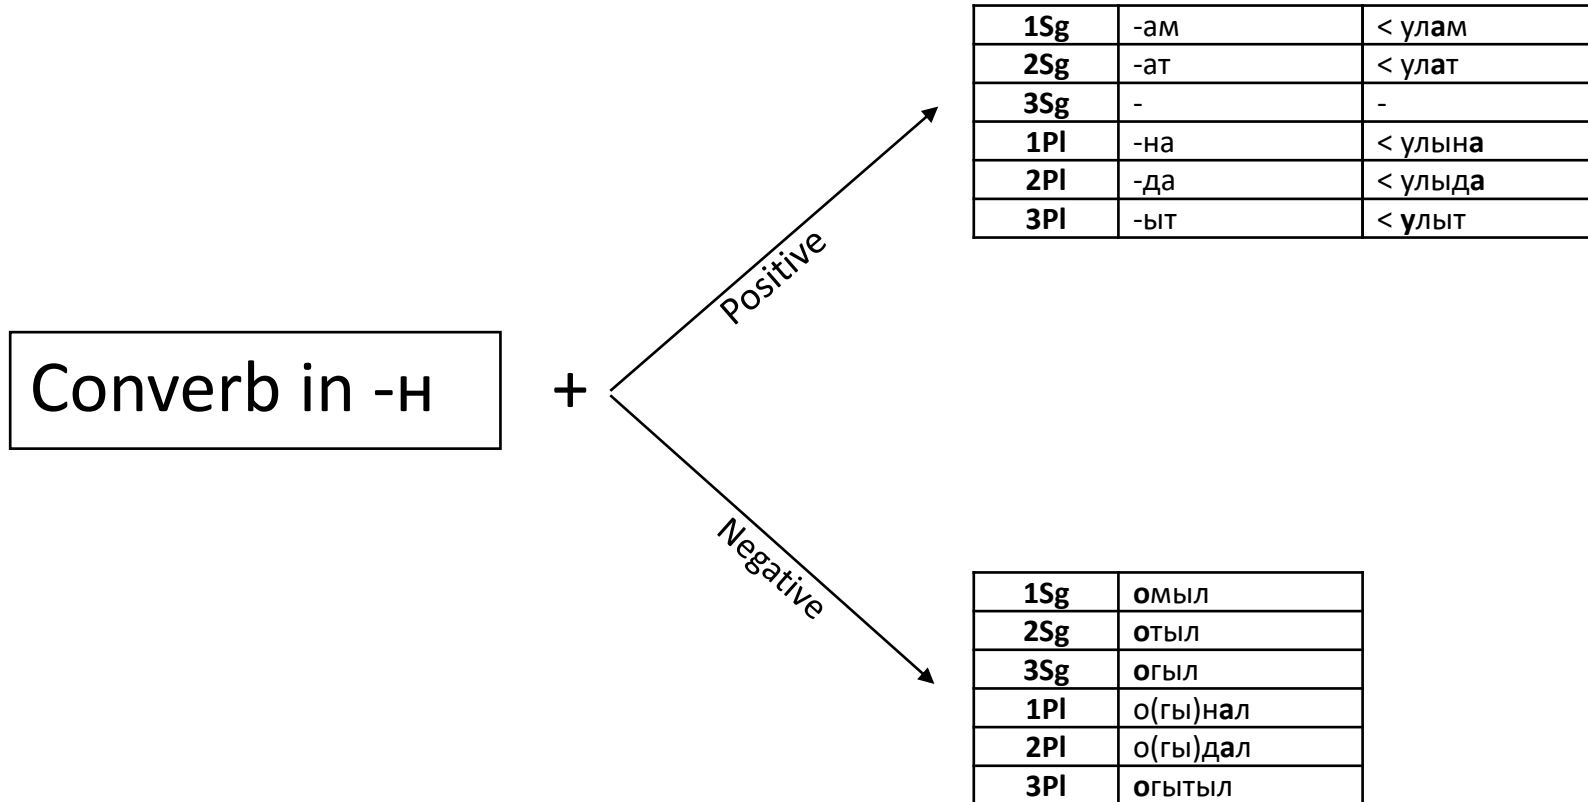 1Sg -ам < улам
2Sg -ат < улат
3Sg - -
1Pl -на < улына
2Pl -да < улыда
3Pl -ыт < улыт
Positive
Converb in -н +
Negative
1Sg омыл
2Sg отыл
3Sg огыл
1Pl о(гы)нал
2Pl о(гы)дал
3Pl огытыл